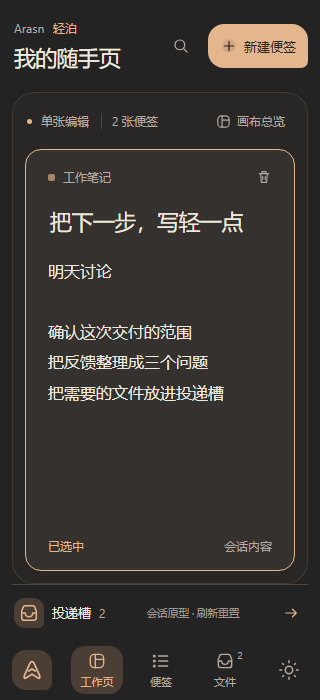 Arasn 轻泊
我的随手页
新建便签
单张编辑
2 张便签
画布总览
工作笔记
把下一步，写轻一点
明天讨论
确认这次交付的范围
把反馈整理成三个问题
把需要的文件放进投递槽
已选中
会话内容
投递槽 2
会话原型 · 刷新重置
工作页
便签
文件
2